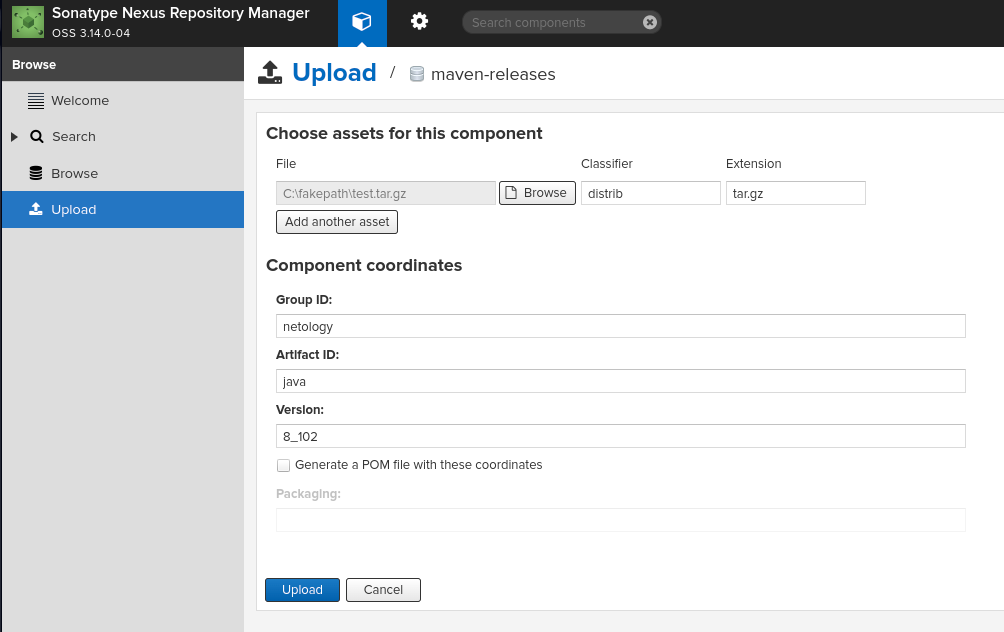 Sonatype Nexus Repository Manager
OSS 3.14.0-04
Search components
Browse
Welcome
Search
Browse
Upload
Upload / maven-releases
Choose assets for this component
File Classifier Extension
C:\fakepath\test.tar.gz Browse distrib tar.gz
Add another asset
Component coordinates
Group ID:
netology
Artifact ID:
java
Version:
8_102
Generate a POM file with these coordinates
Packaging:
Upload Cancel